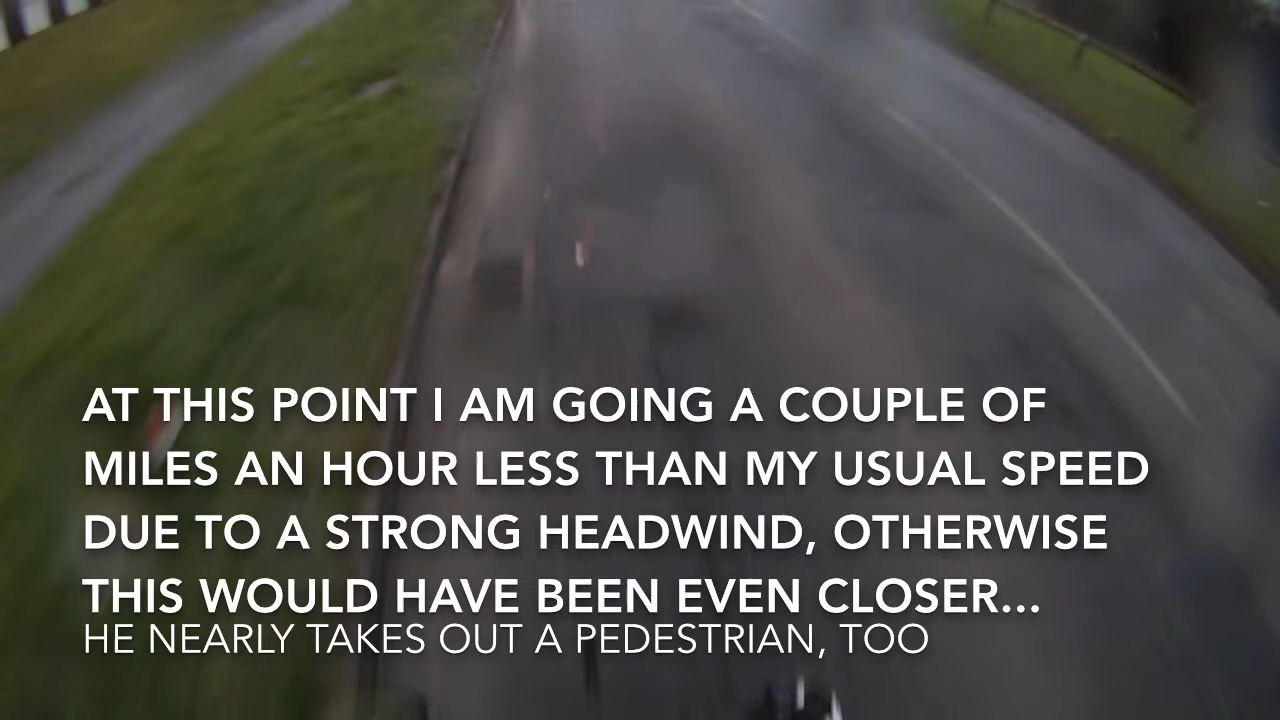 AT THIS POINT I AM GOING A COUPLE OF
MILES AN HOUR LESS THAN MY USUAL SPEED
DUE TO A STRONG HEADWIND, OTHERWISE
THIS WOULD HAVE BEEN EVEN CLOSER...
HE NEARLY TAKES OUT A PEDESTRIAN, TOO